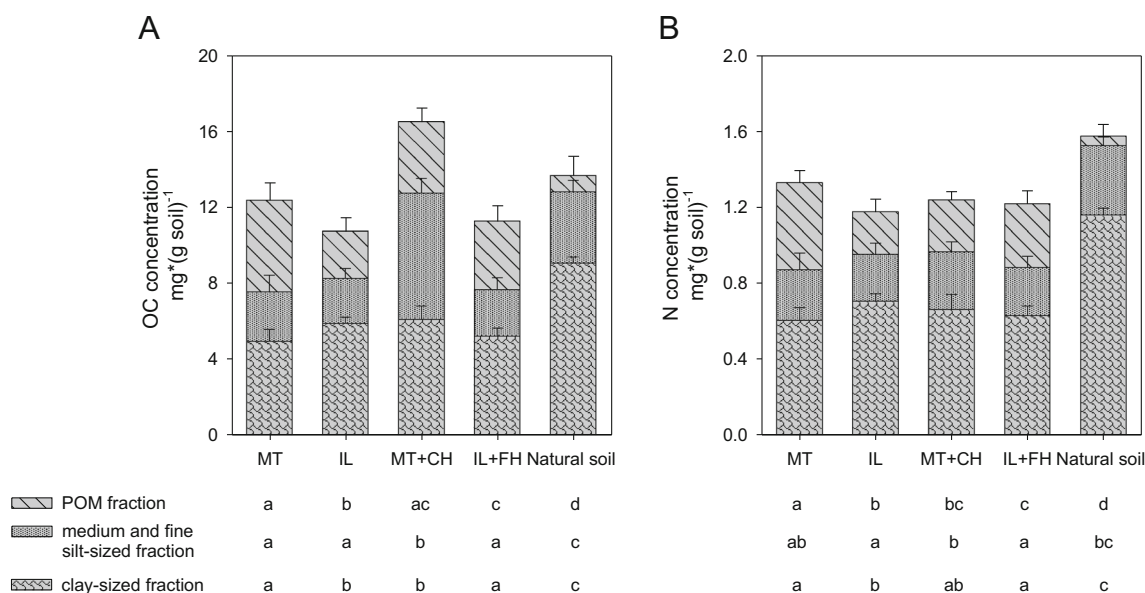 A
B
20
16
12
8
4
0
OC concentration
mg*(g soil)-1
MT IL MT+CH IL+FH Natural soil
2.0
1.6
1.2
0.8
0.4
0.0
N concentration
mg*(g soil)-1
MT IL MT+CH IL+FH Natural soil
POM fraction a b ac c d a b bc c d
medium and fine
silt-sized fraction a a b a c ab a b a bc
clay-sized fraction a b b a c a b ab a c